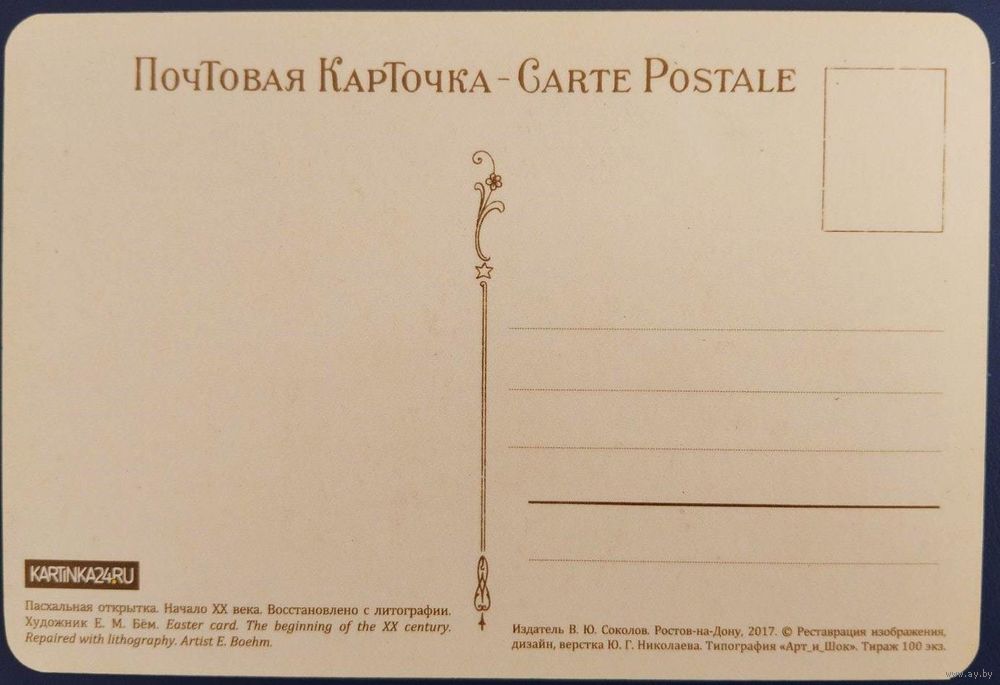 ПОЧТОВАЯ КАРТОЧКА - CARTE POSTALE
KARTINKA24.RU
Пасхальная открытка. Начало XX века. Восстановлено с литографии.
Художник Е. М. Бём. Easter card. The beginning of the XX century.
Repaired with lithography. Artist E. Boehm.
Издатель В. Ю. Соколов. Ростов-на-Дону, 2017. © Реставрация изображения,
дизайн, верстка Ю. Г. Николаева. Типография «Арт_и_Шок». Тираж 100 экз.
www.ay.by